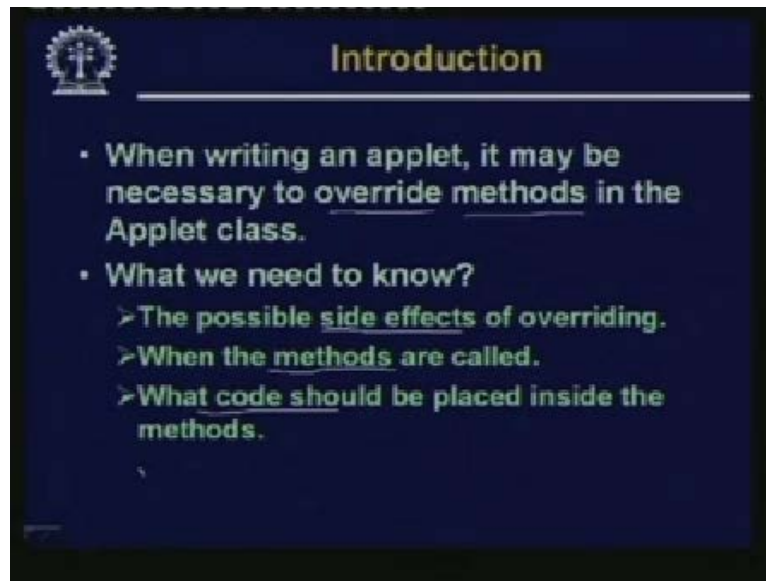 Introduction
• When writing an applet, it may be
necessary to override methods in the
Applet class.
• What we need to know?
➢The possible side effects of overriding.
➢When the methods are called.
➢What code should be placed inside the
methods.